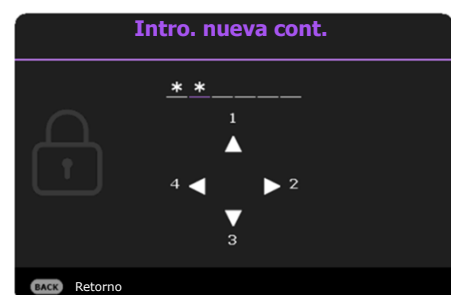 Intro. nueva cont.
* * _ _ _ _
1
4 2
3
BACK Retorno